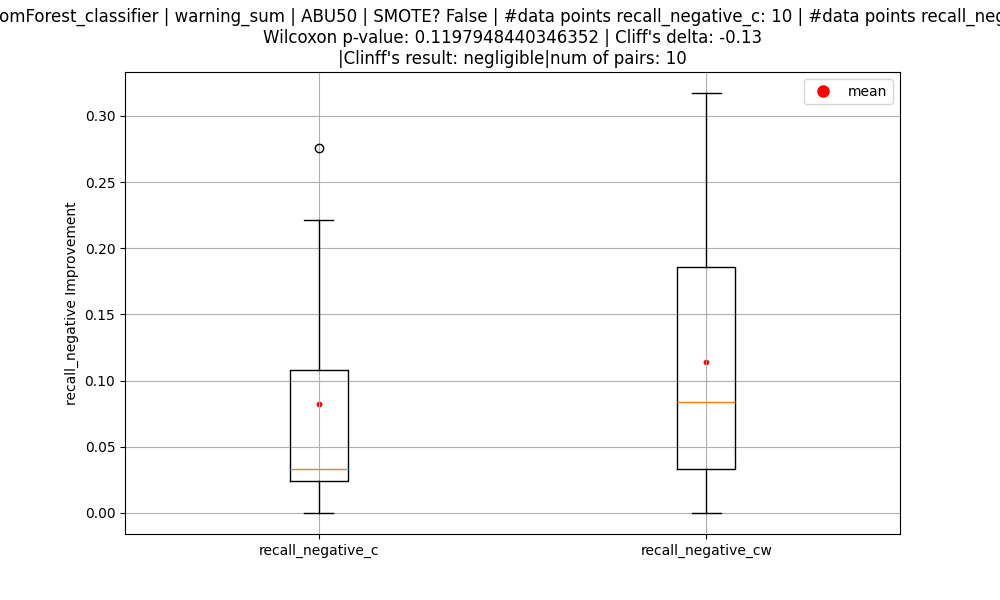 omForest_classifier | warning_sum | ABU50 | SMOTE? False | #data points recall_negative_c: 10 | #data points recall_neg
Wilcoxon p-value: 0.1197948440346352 | Cliff's delta: -0.13
|Clinff's result: negligible|num of pairs: 10
mean
recall_negative Improvement
0.30
0.25
0.20
0.15
0.10
0.05
0.00
recall_negative_c
recall_negative_cw